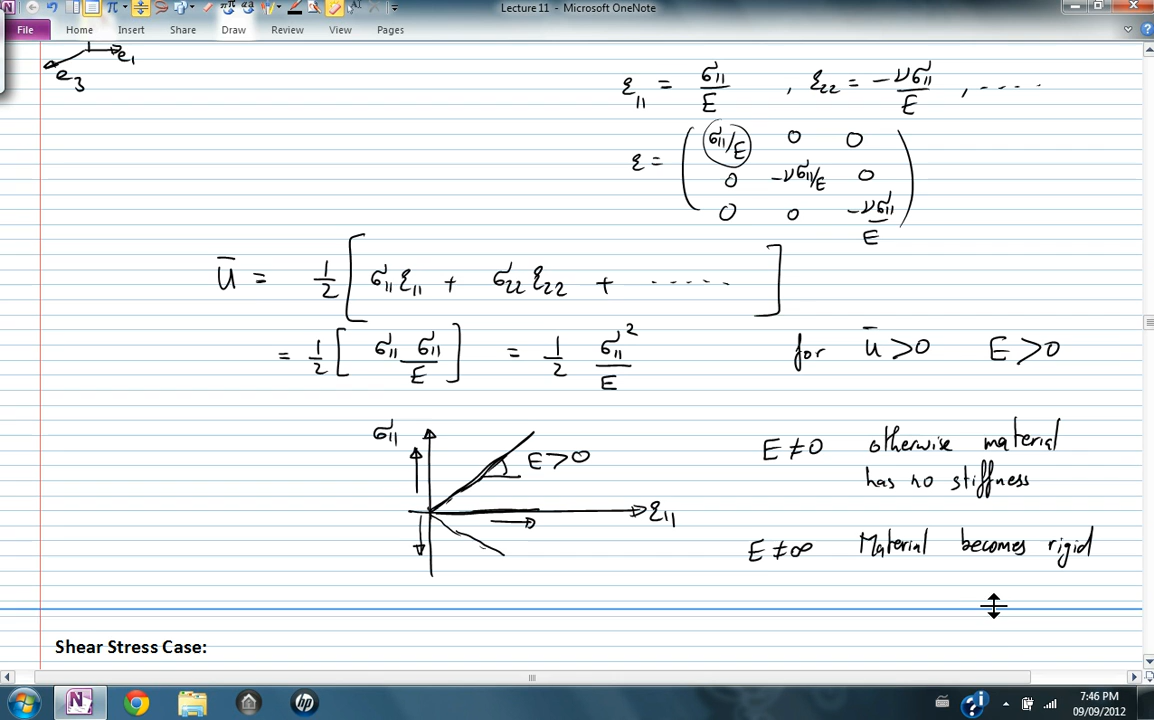 Lecture 11 - Microsoft OneNote
File Home Insert Share Draw Review View Pages
e₁
e₃
ε₁₁ = σ₁₁/E , ε₂₂ = -νσ₁₁/E , ......
ε = ( σ₁₁/E 0 0
0 -νσ₁₁/E 0
0 0 -νσ₁₁/E )
ū = 1/2 [ σ₁₁ε₁₁ + σ₂₂ε₂₂ + ...... ]
= 1/2 [ σ₁₁ σ₁₁/E ] = 1/2 σ₁₁²/E for ū > 0 E > 0
σ₁₁
E > 0
ε₁₁
E ≠ 0 otherwise material
has no stiffness
E ≠ ∞ Material becomes rigid
Shear Stress Case:
7:46 PM
09/09/2012